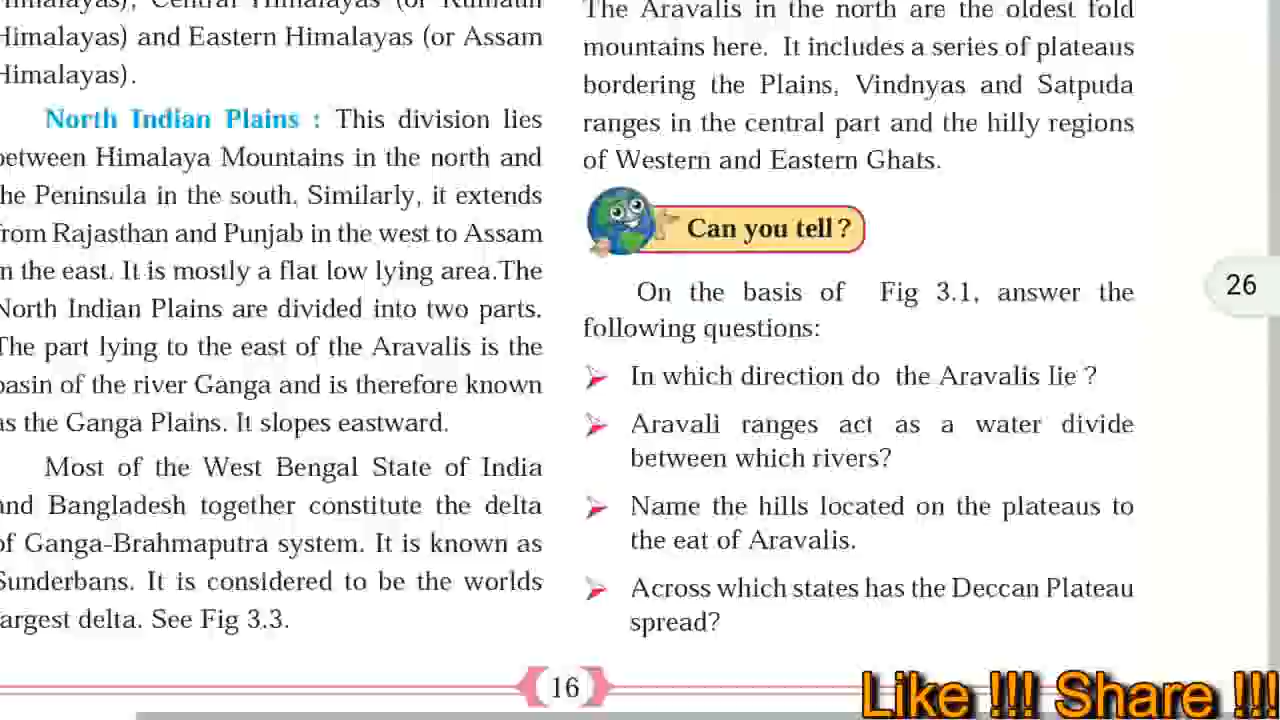 Himalayas), Central Himalayas (or Kumaun
Himalayas) and Eastern Himalayas (or Assam
Himalayas).
North Indian Plains : This division lies
between Himalaya Mountains in the north and
the Peninsula in the south. Similarly, it extends
from Rajasthan and Punjab in the west to Assam
in the east. It is mostly a flat low lying area.The
North Indian Plains are divided into two parts.
The part lying to the east of the Aravalis is the
basin of the river Ganga and is therefore known
as the Ganga Plains. It slopes eastward.
Most of the West Bengal State of India
and Bangladesh together constitute the delta
of Ganga-Brahmaputra system. It is known as
Sunderbans. It is considered to be the worlds
largest delta. See Fig 3.3.
The Aravalis in the north are the oldest fold
mountains here. It includes a series of plateaus
bordering the Plains, Vindnyas and Satpuda
ranges in the central part and the hilly regions
of Western and Eastern Ghats.
Can you tell ?
On the basis of Fig 3.1, answer the
following questions:
In which direction do the Aravalis lie ?
Aravali ranges act as a water divide
between which rivers?
Name the hills located on the plateaus to
the eat of Aravalis.
Across which states has the Deccan Plateau
spread?
26
16
Like !!! Share !!!